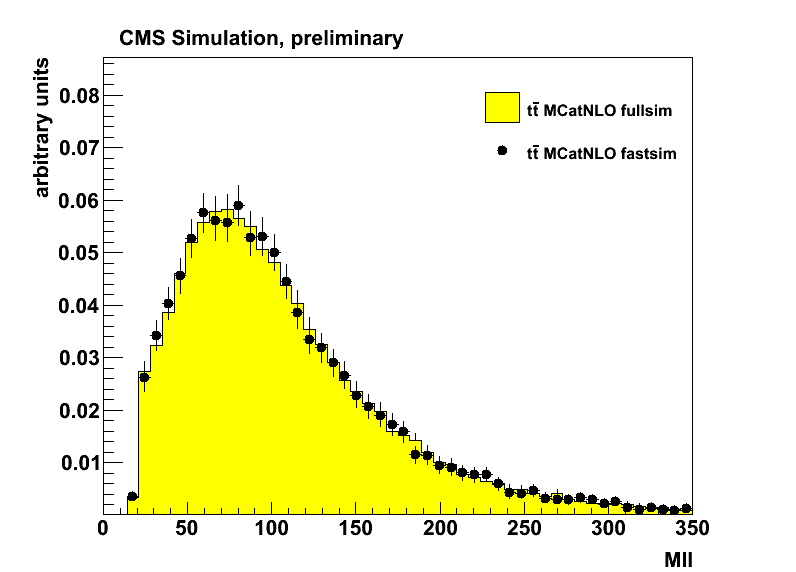 CMS Simulation, preliminary
arbitrary units
0.08
0.07
0.06
0.05
0.04
0.03
0.02
0.01
tt̄ MCatNLO fullsim
tt̄ MCatNLO fastsim
0 50 100 150 200 250 300 350
Mll